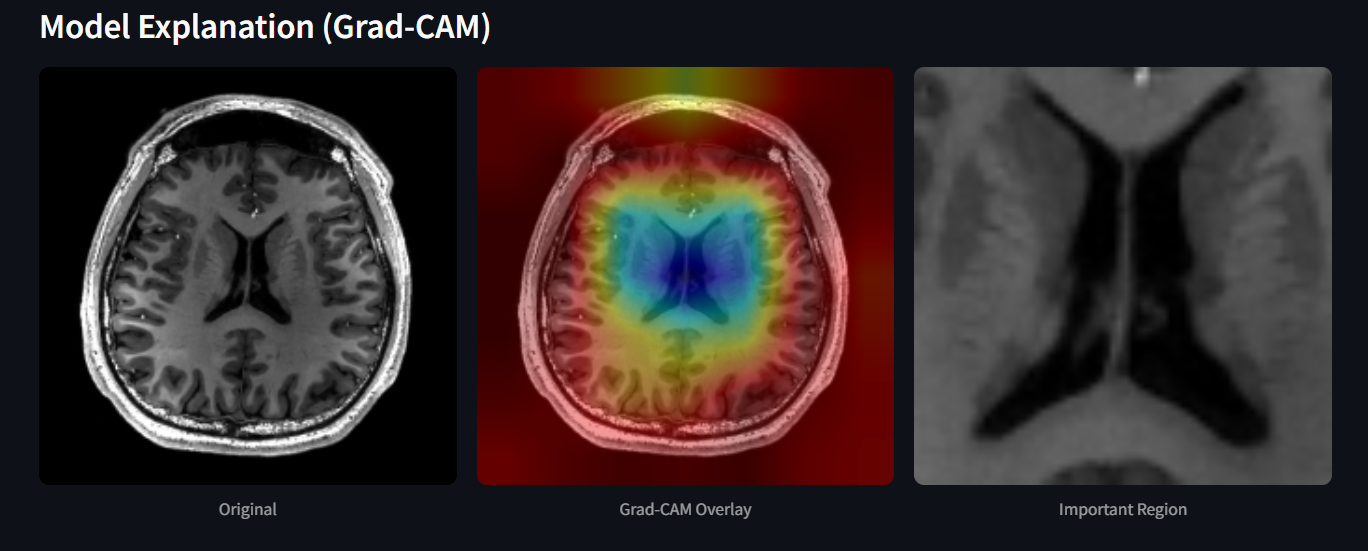 Model Explanation (Grad-CAM)
Original
Grad-CAM Overlay
Important Region